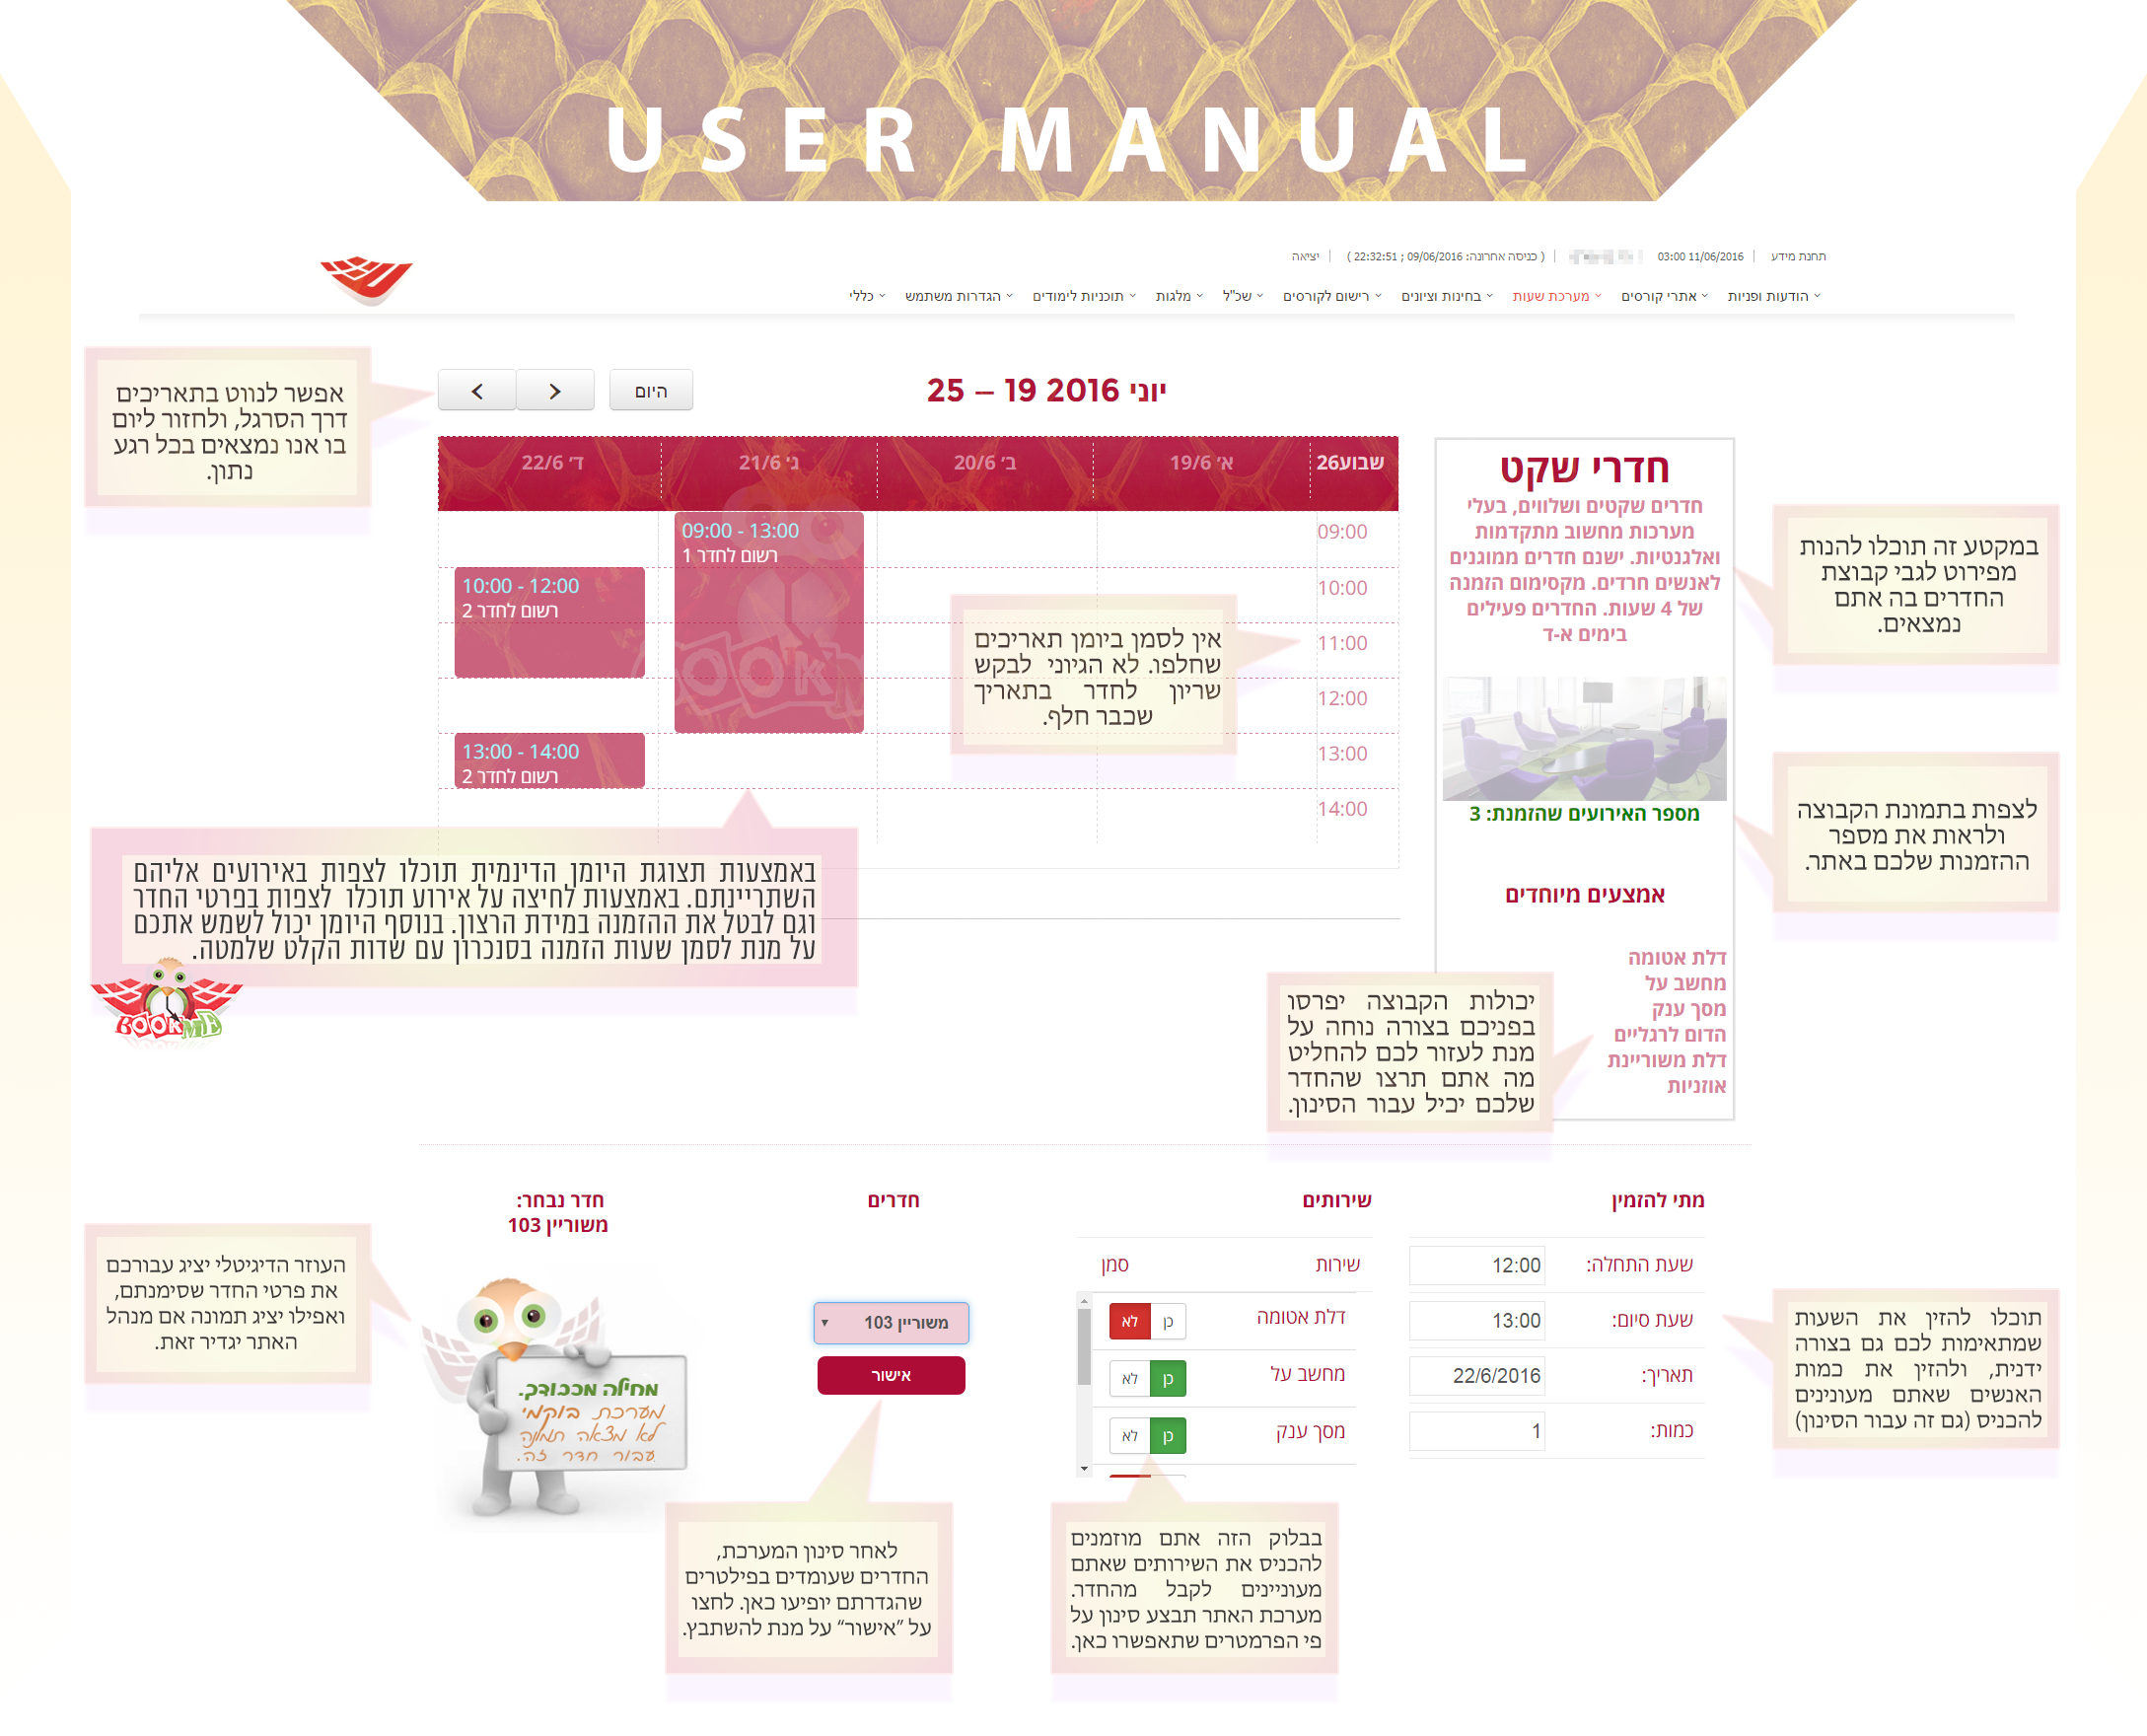 USER MANUAL
תחנת מידע | 11/06/2016 03:00 | ( כניסה אחרונה: 09/06/2016 ; 22:32:51 ) | יציאה
הודעות ופניות אתרי קורסים מערכת שעות בחינות וציונים רישום לקורסים שכ"ל מלגות תוכניות לימודים הגדרות משתמש כללי
אפשר לנווט בתאריכים
דרך הסרגל, ולחזור ליום
בו אנו נמצאים בכל רגע
נתון.
היום
יוני 2016 19 – 25
שבוע26 א׳ 19/6 ב׳ 20/6 ג׳ 21/6 ד׳ 22/6
09:00
10:00
11:00
12:00
13:00
14:00
09:00 - 13:00
רשום לחדר 1
10:00 - 12:00
רשום לחדר 2
13:00 - 14:00
רשום לחדר 2
אין לסמן ביומן תאריכים
שחלפו. לא הגיוני לבקש
שריון לחדר בתאריך
שכבר חלף.
חדרי שקט
חדרים שקטים ושלווים, בעלי
מערכות מחשוב מתקדמות
ואלגנטיות. ישנם חדרים ממוגנים
לאנשים חרדים. מקסימום הזמנה
של 4 שעות. החדרים פעילים
בימים א-ד
מספר האירועים שהזמנת: 3
אמצעים מיוחדים
דלת אטומה
מחשב על
מסך ענק
הדום לרגליים
דלת משוריינת
אוזניות
במקטע זה תוכלו להנות
מפירוט לגבי קבוצת
החדרים בה אתם
נמצאים.
לצפות בתמונת הקבוצה
ולראות את מספר
ההזמנות שלכם באתר.
באמצעות תצוגת היומן הדינמית תוכלו לצפות באירועים אליהם
השתריינתם. באמצעות לחיצה על אירוע תוכלו לצפות בפרטי החדר
וגם לבטל את ההזמנה במידת הרצון. בנוסף היומן יכול לשמש אתכם
על מנת לסמן שעות הזמנה בסנכרון עם שדות הקלט שלמטה.
BOOKME
יכולות הקבוצה יפרסו
בפניכם בצורה נוחה על
מנת לעזור לכם להחליט
מה אתם תרצו שהחדר
שלכם יכיל עבור הסינון.
מתי להזמין
שעת התחלה: 12:00
שעת סיום: 13:00
תאריך: 22/6/2016
כמות: 1
שירותים
שירות סמן
דלת אטומה כן לא
מחשב על כן לא
מסך ענק כן לא
חדרים
משוריין 103
אישור
חדר נבחר:
משוריין 103
מחילה מכבודך.
מערכת בוקמי
לא מצאה תמונה
עבור חדר זה.
העוזר הדיגיטלי יציג עבורכם
את פרטי החדר שסימנתם,
ואפילו יציג תמונה אם מנהל
האתר יגדיר זאת.
תוכלו להזין את השעות
שמתאימות לכם גם בצורה
ידנית, ולהזין את כמות
האנשים שאתם מעונינים
להכניס (גם זה עבור הסינון)
לאחר סינון המערכת,
החדרים שעומדים בפילטרים
שהגדרתם יופיעו כאן. לחצו
על ”אישור“ על מנת להשתבץ.
בבלוק הזה אתם מוזמנים
להכניס את השירותים שאתם
מעוניינים לקבל מהחדר.
מערכת האתר תבצע סינון על
פי הפרמטרים שתאפשרו כאן.